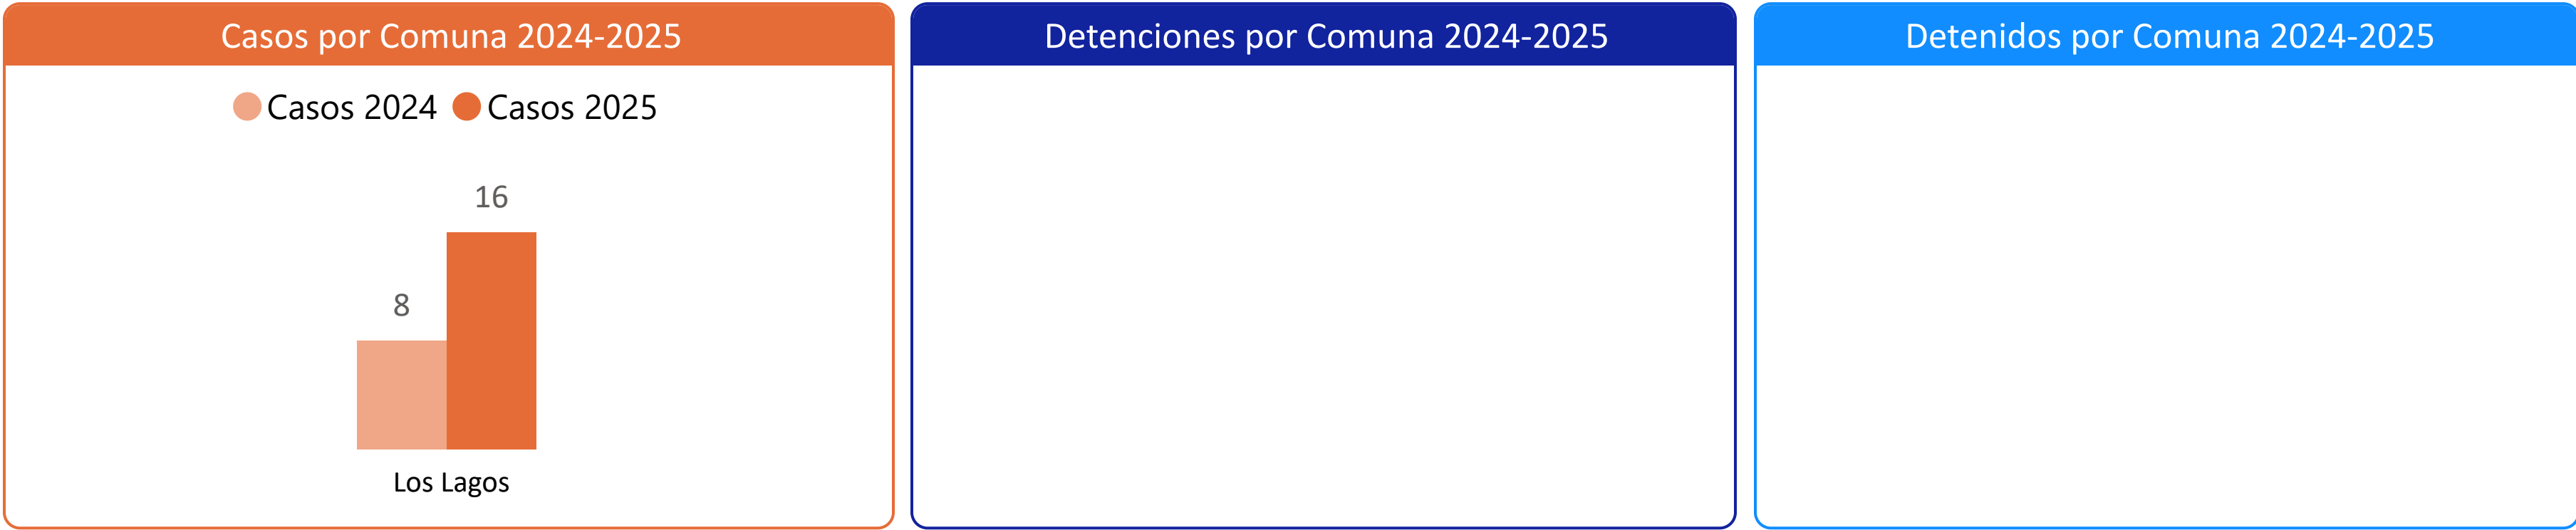 Casos por Comuna 2024-2025
Casos 2024 Casos 2025
16
8
Los Lagos
Detenciones por Comuna 2024-2025
Detenidos por Comuna 2024-2025